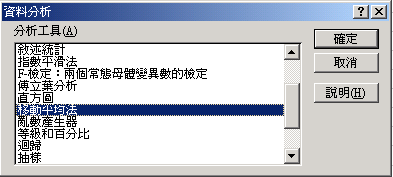 資料分析
分析工具(A)
敘述統計
指數平滑法
F-檢定：兩個常態母體變異數的檢定
傅立葉分析
直方圖
移動平均法
亂數產生器
等級和百分比
迴歸
抽樣
確定
取消
說明(H)